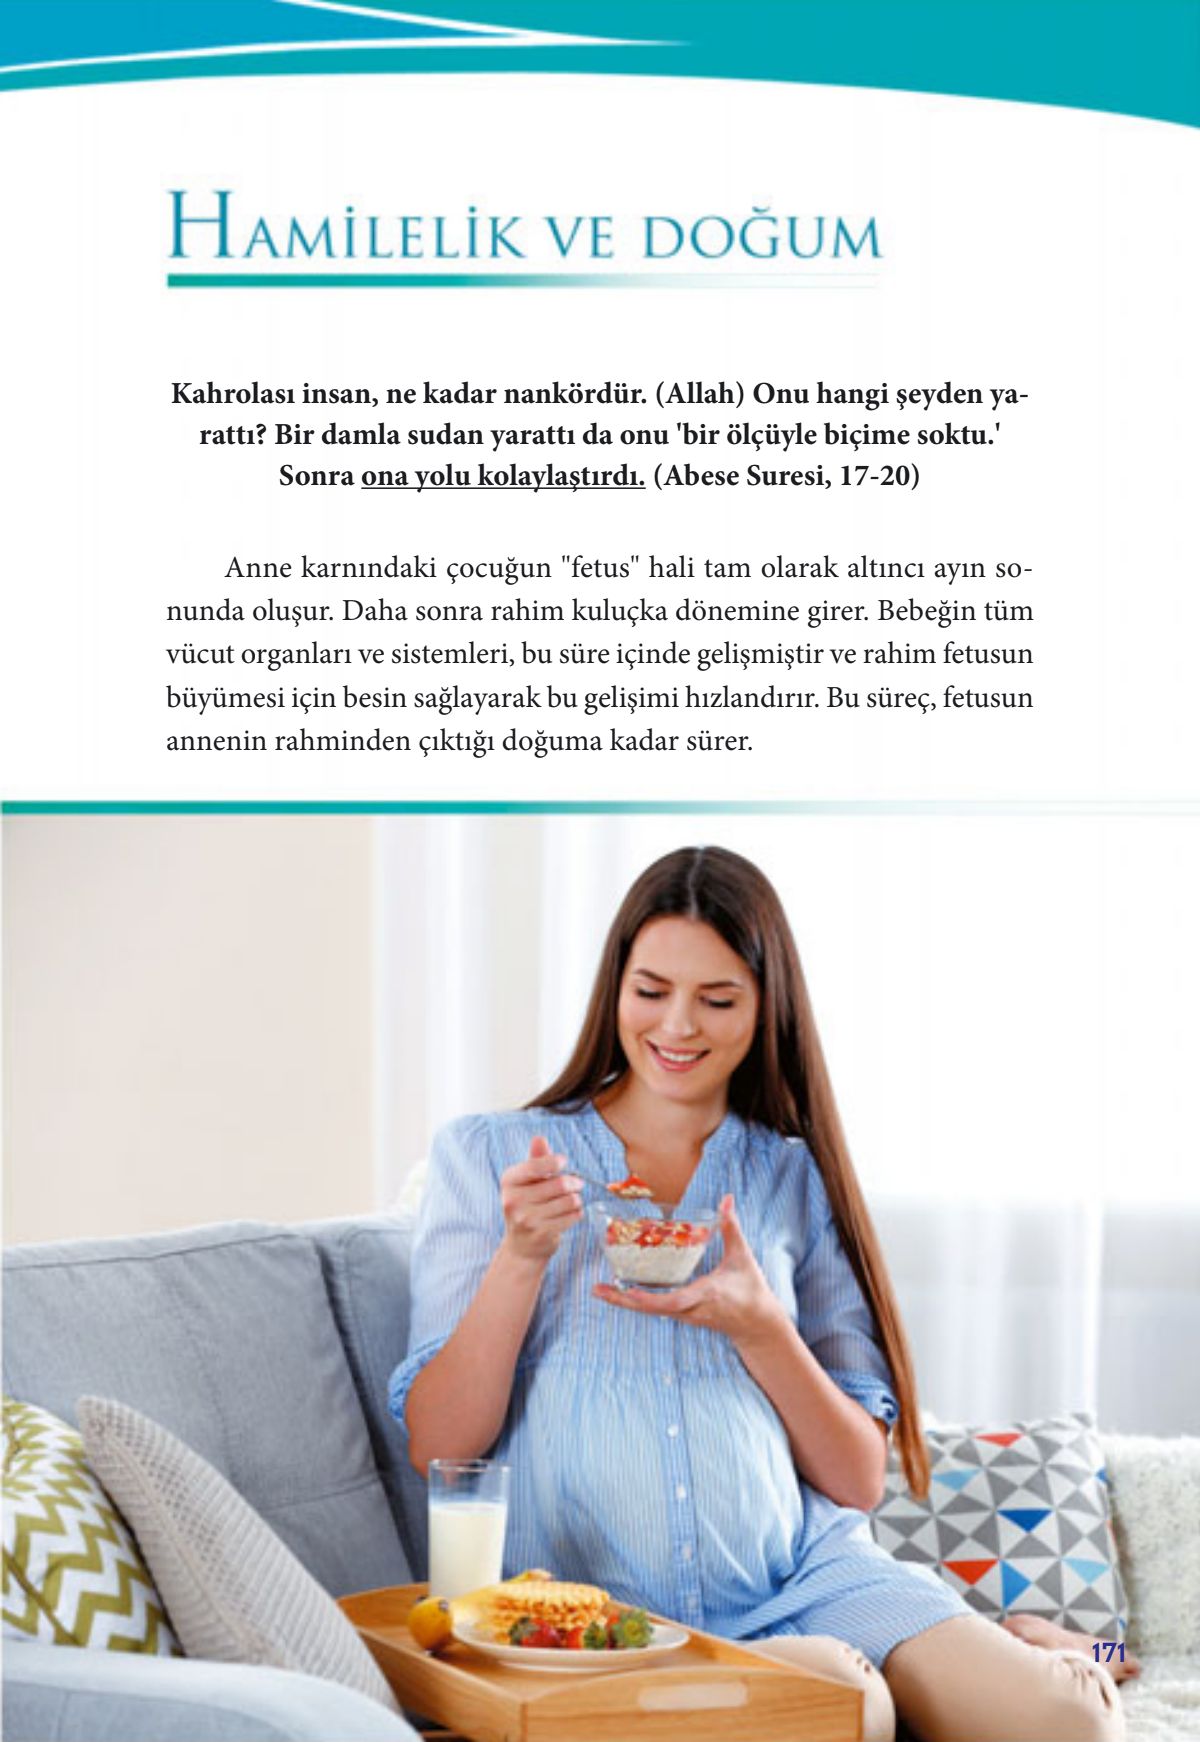 HAMİLELİK VE DOĞUM
Kahrolası insan, ne kadar nankördür. (Allah) Onu hangi şeyden ya-
rattı? Bir damla sudan yarattı da onu 'bir ölçüyle biçime soktu.'
Sonra ona yolu kolaylaştırdı. (Abese Suresi, 17-20)
Anne karnındaki çocuğun "fetus" hali tam olarak altıncı ayın so-
nunda oluşur. Daha sonra rahim kuluçka dönemine girer. Bebeğin tüm
vücut organları ve sistemleri, bu süre içinde gelişmiştir ve rahim fetusun
büyümesi için besin sağlayarak bu gelişimi hızlandırır. Bu süreç, fetusun
annenin rahminden çıktığı doğuma kadar sürer.
171